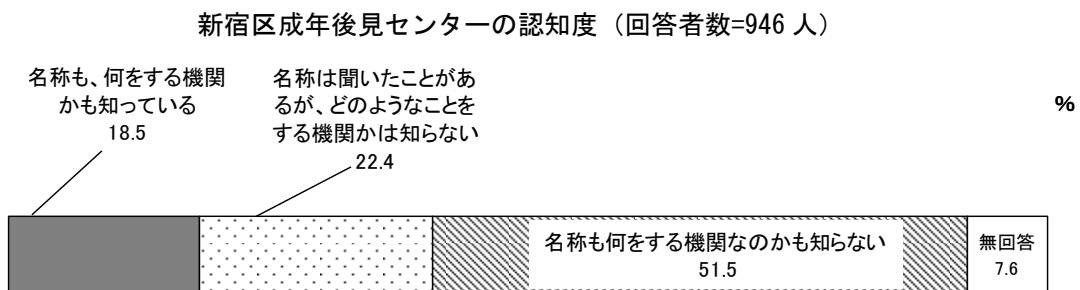 新宿区成年後見センターの認知度（回答者数=946 人）
名称も、何をする機関
かも知っている
18.5
名称は聞いたことがあ
るが、どのようなことを
する機関かは知らない
22.4
%
名称も何をする機関なのかも知らない
51.5
無回答
7.6